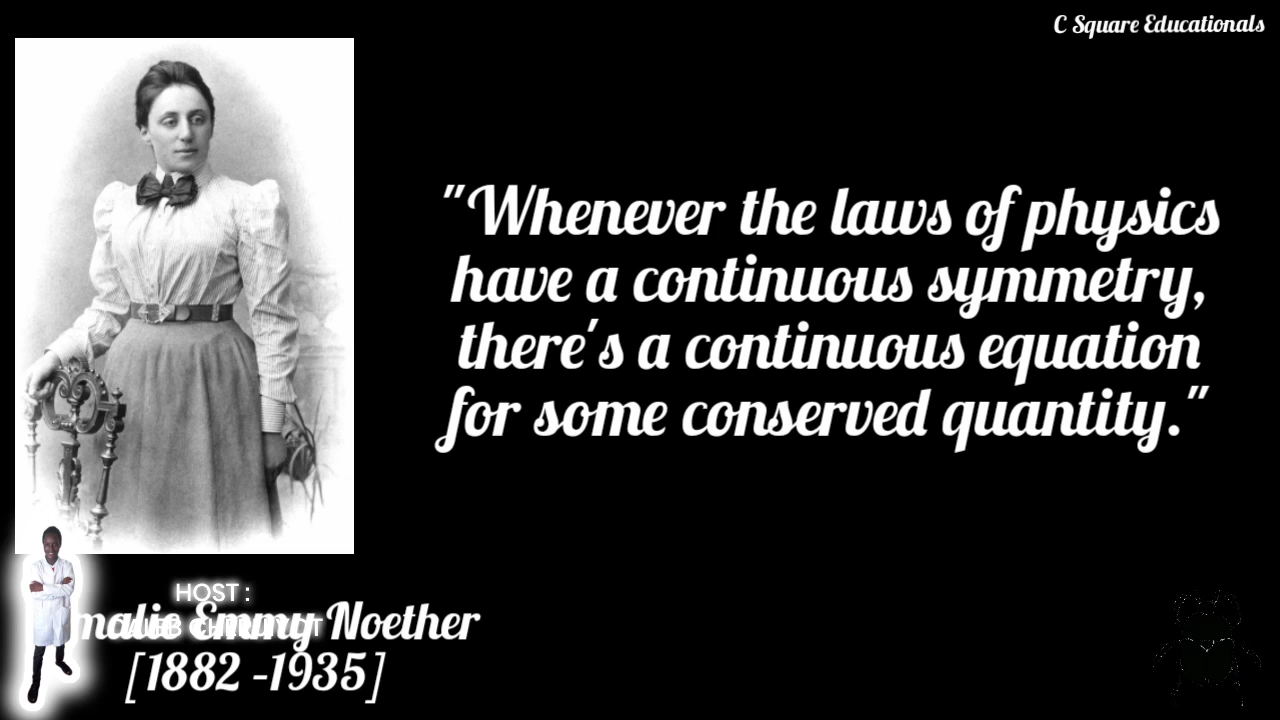 C Square Educationals
"Whenever the laws of physics
have a continuous symmetry,
there's a continuous equation
for some conserved quantity."
HOST :
Emmy Noether
[1882 -1935]